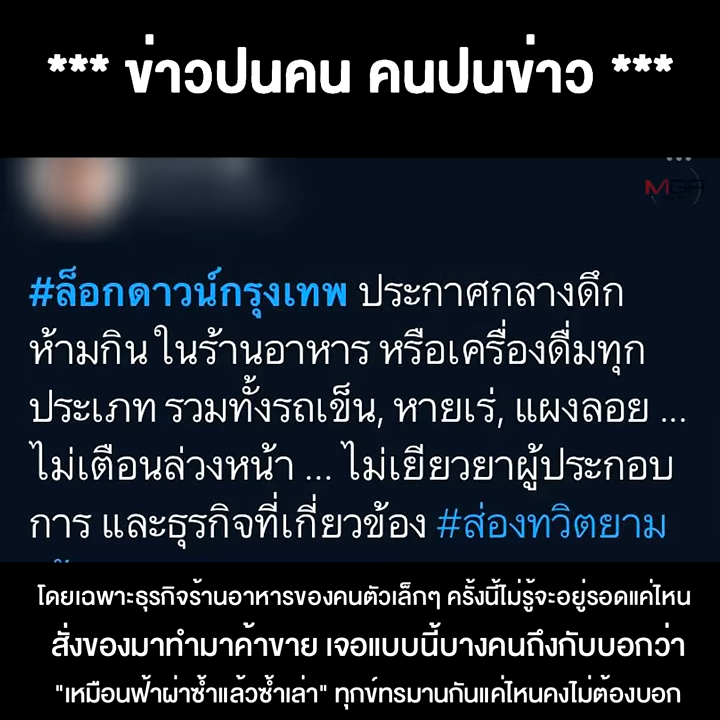 *** ข่าวปนคน คนปนข่าว ***
MGR
#ล็อกดาวน์กรุงเทพ ประกาศกลางดึก
ห้ามกิน ในร้านอาหาร หรือเครื่องดื่มทุก
ประเภท รวมทั้งรถเข็น, หายเร่, แผงลอย ...
ไม่เตือนล่วงหน้า ... ไม่เยียวยาผู้ประกอบ
การ และธุรกิจที่เกี่ยวข้อง #ส่องทวิตยาม
โดยเฉพาะธุรกิจร้านอาหารของคนตัวเล็กๆ ครั้งนี้ไม่รู้จะอยู่รอดแค่ไหน
สั่งของมาทำมาค้าขาย เจอแบบนี้บางคนถึงกับบอกว่า
"เหมือนฟ้าผ่าซ้ำแล้วซ้ำเล่า" ทุกข์ทรมานกันแค่ไหนคงไม่ต้องบอก